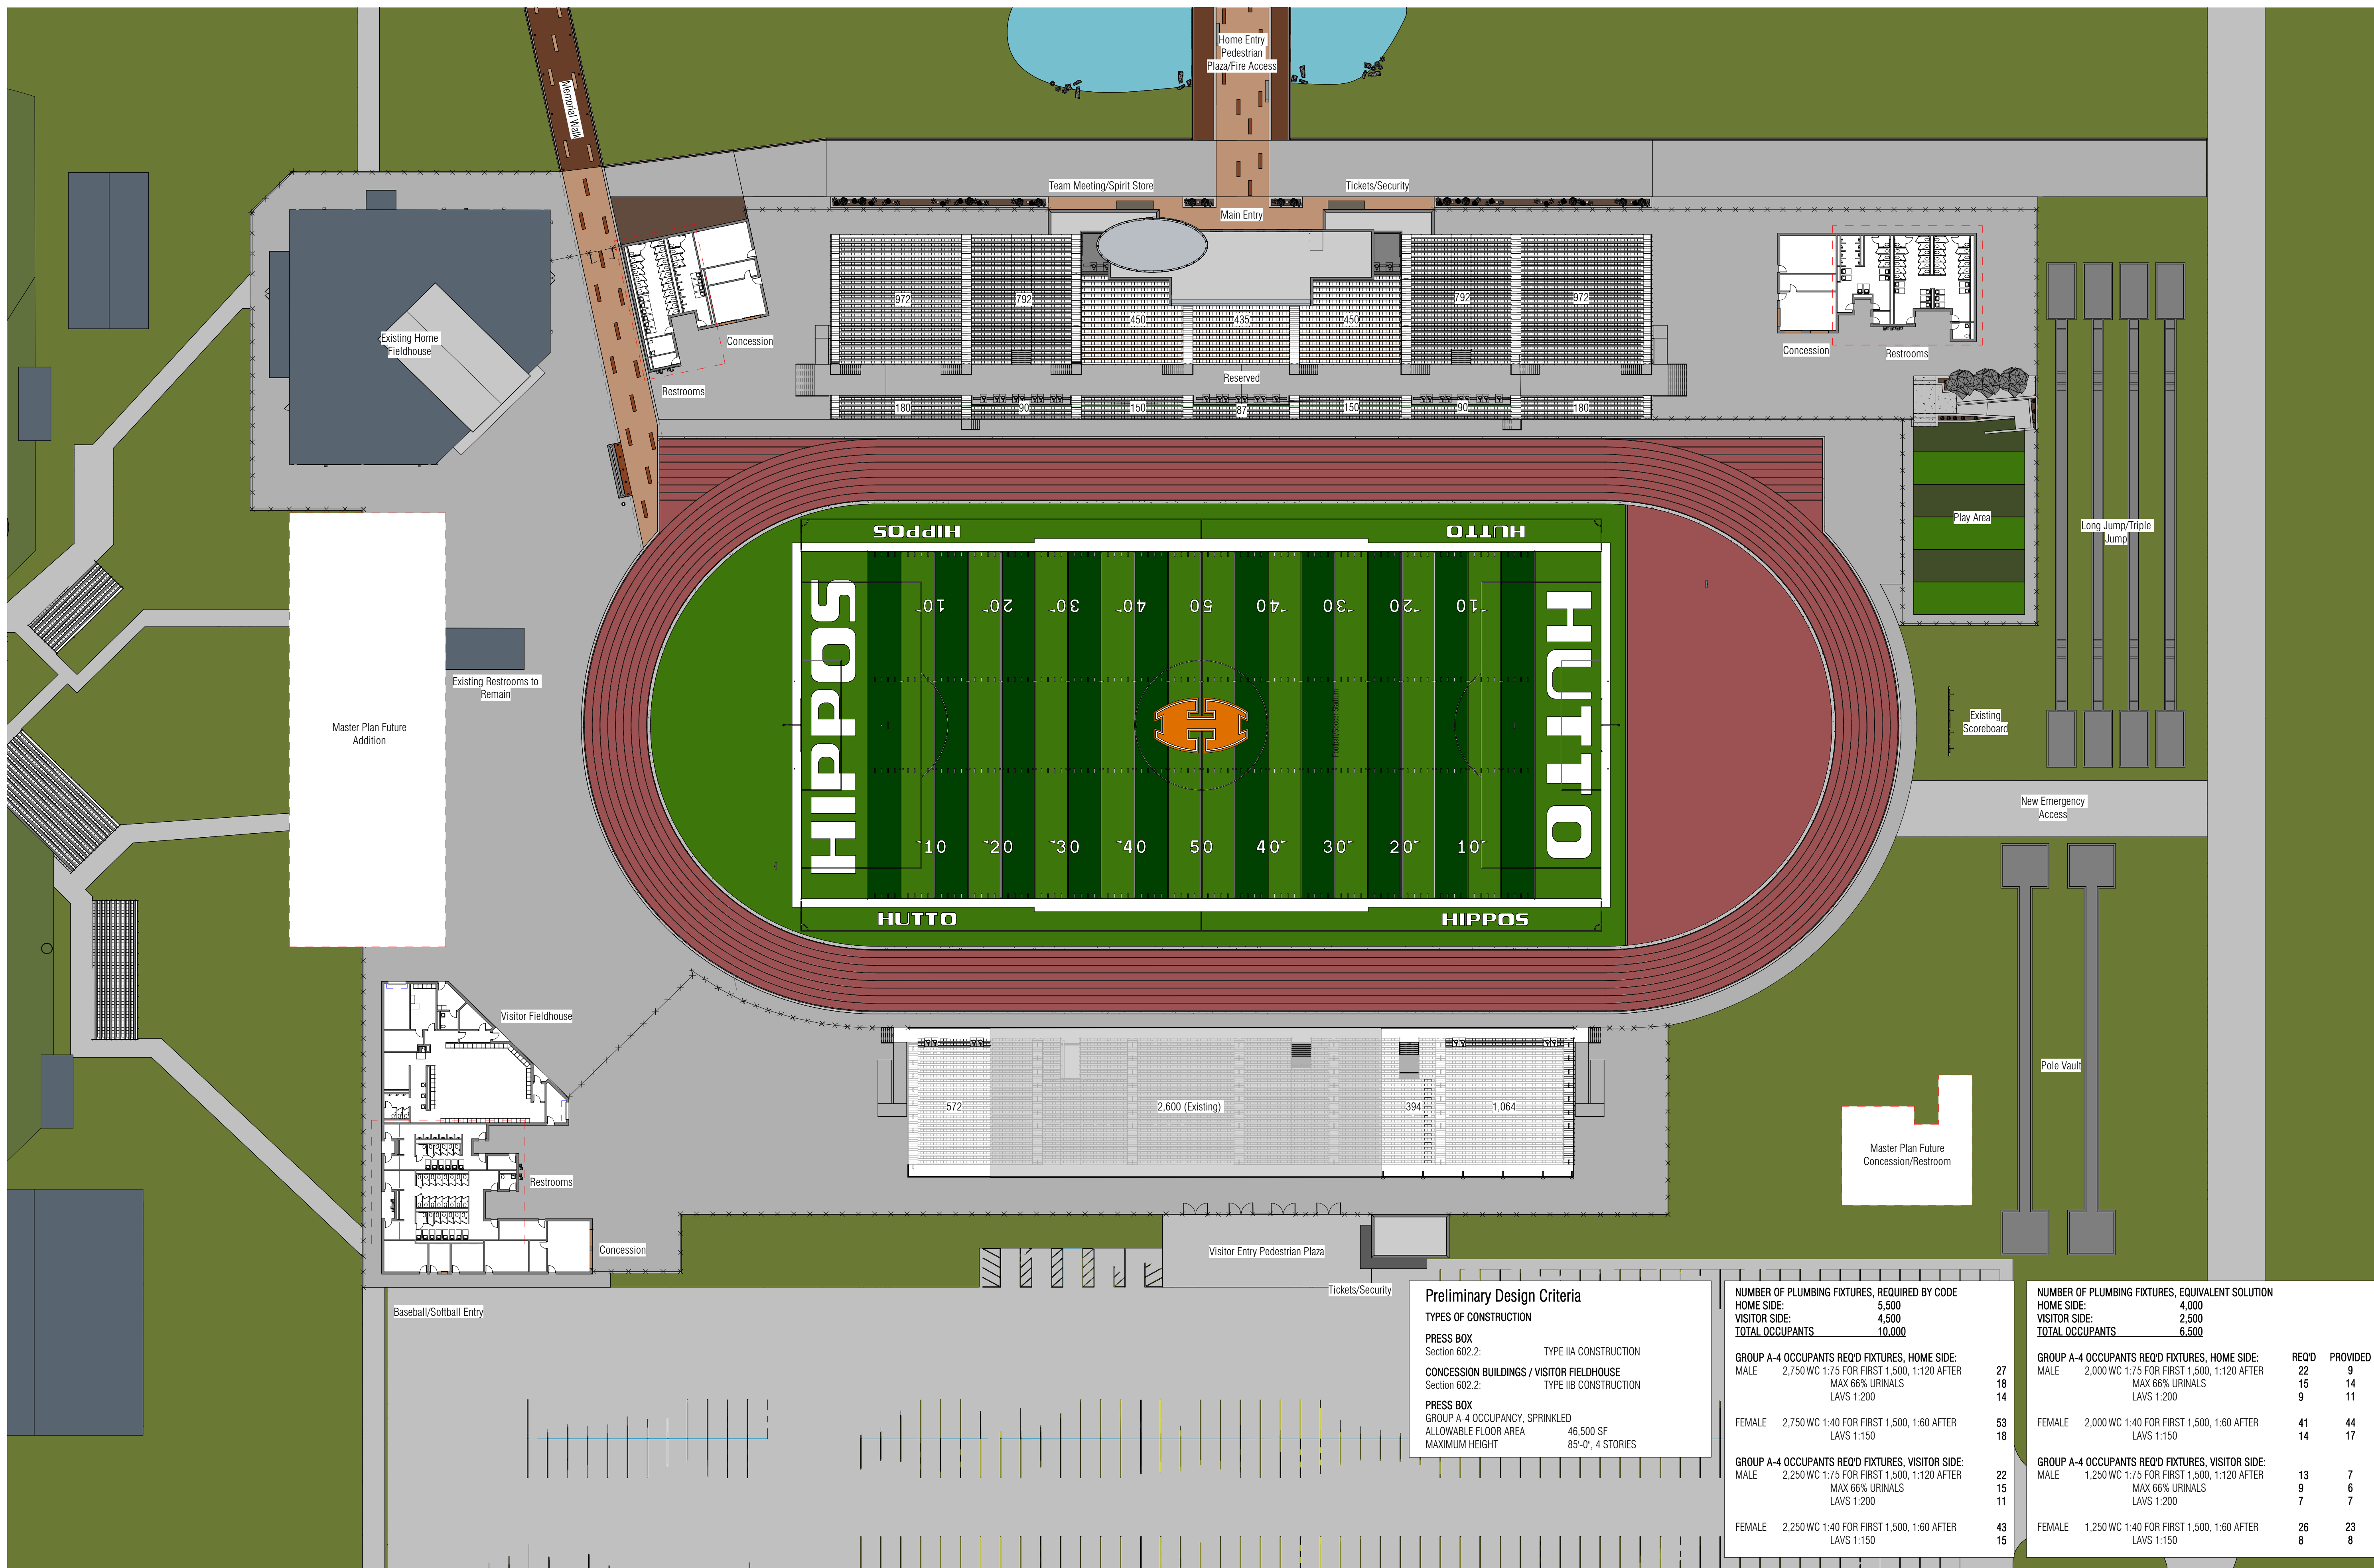 Home Entry
Pedestrian
Plaza/Fire Access
Memorial Walk
Team Meeting/Spirit Store
Tickets/Security
Main Entry
972
792
450
435
450
792
972
Existing Home
Fieldhouse
Concession
Restrooms
Concession
Restrooms
Reserved
180
90
150
87
150
90
180
HIPPOS
HUTTO
Play Area
Long Jump/Triple
Jump
10
20
30
40
50
40
30
20
10
HIPPOS
HUTTO
Existing Restrooms to
Remain
Master Plan Future
Addition
Existing
Scoreboard
New Emergency
Access
10
20
30
40
50
40
30
20
10
HUTTO
HIPPOS
Visitor Fieldhouse
Pole Vault
572
2,600 (Existing)
394
1,064
Master Plan Future
Concession/Restroom
Restrooms
Concession
Visitor Entry Pedestrian Plaza
Tickets/Security
Baseball/Softball Entry
Preliminary Design Criteria
TYPES OF CONSTRUCTION
PRESS BOX
Section 602.2: TYPE IIA CONSTRUCTION
CONCESSION BUILDINGS / VISITOR FIELDHOUSE
Section 602.2: TYPE IIB CONSTRUCTION
PRESS BOX
GROUP A-4 OCCUPANCY, SPRINKLED
ALLOWABLE FLOOR AREA 46,500 SF
MAXIMUM HEIGHT 85'-0", 4 STORIES
NUMBER OF PLUMBING FIXTURES, REQUIRED BY CODE
HOME SIDE: 5,500
VISITOR SIDE: 4,500
TOTAL OCCUPANTS 10,000
GROUP A-4 OCCUPANTS REQ'D FIXTURES, HOME SIDE:
MALE 2,750 WC 1:75 FOR FIRST 1,500, 1:120 AFTER 27
MAX 66% URINALS 18
LAVS 1:200 14
FEMALE 2,750 WC 1:40 FOR FIRST 1,500, 1:60 AFTER 53
LAVS 1:150 18
GROUP A-4 OCCUPANTS REQ'D FIXTURES, VISITOR SIDE:
MALE 2,250 WC 1:75 FOR FIRST 1,500, 1:120 AFTER 22
MAX 66% URINALS 15
LAVS 1:200 11
FEMALE 2,250 WC 1:40 FOR FIRST 1,500, 1:60 AFTER 43
LAVS 1:150 15
NUMBER OF PLUMBING FIXTURES, EQUIVALENT SOLUTION
HOME SIDE: 4,000
VISITOR SIDE: 2,500
TOTAL OCCUPANTS 6,500
GROUP A-4 OCCUPANTS REQ'D FIXTURES, HOME SIDE: REQ'D PROVIDED
MALE 2,000 WC 1:75 FOR FIRST 1,500, 1:120 AFTER 22 9
MAX 66% URINALS 15 14
LAVS 1:200 9 11
FEMALE 2,000 WC 1:40 FOR FIRST 1,500, 1:60 AFTER 41 44
LAVS 1:150 14 17
GROUP A-4 OCCUPANTS REQ'D FIXTURES, VISITOR SIDE:
MALE 1,250 WC 1:75 FOR FIRST 1,500, 1:120 AFTER 13 7
MAX 66% URINALS 9 6
LAVS 1:200 7 7
FEMALE 1,250 WC 1:40 FOR FIRST 1,500, 1:60 AFTER 26 23
LAVS 1:150 8 8